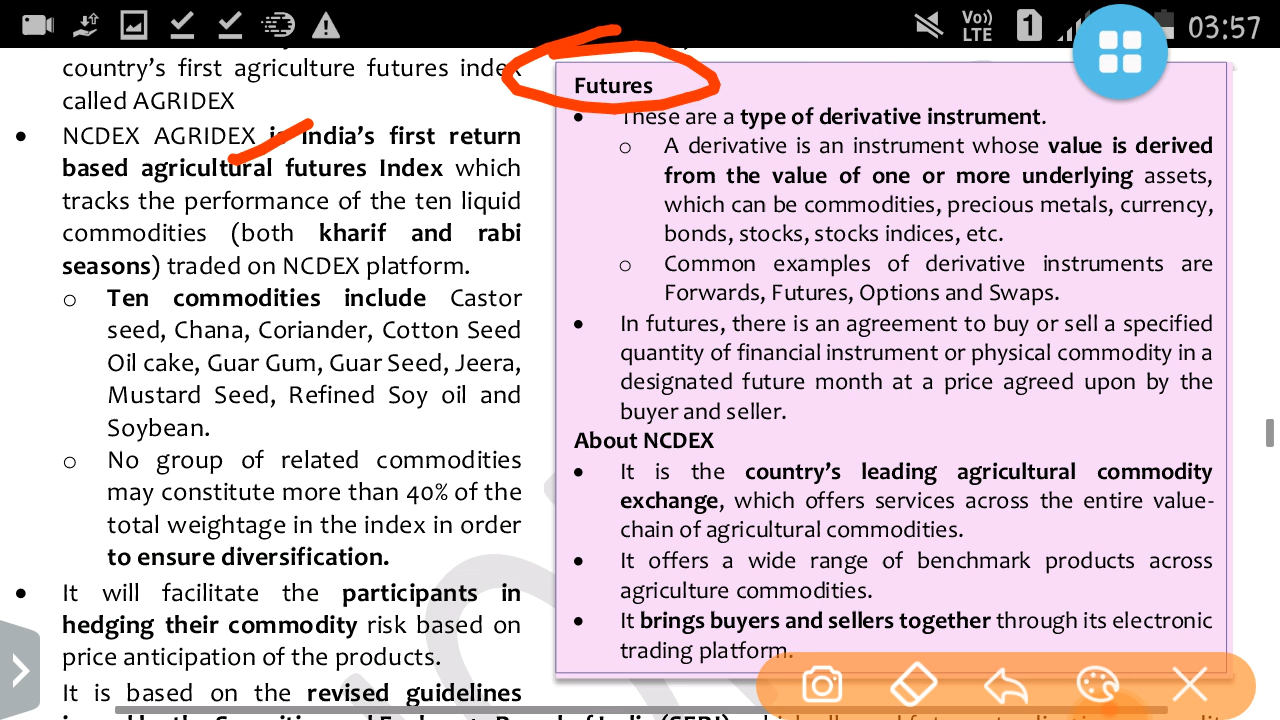 Vo))
LTE
1
03:57
country's first agriculture futures index
called AGRIDEX
• NCDEX AGRIDEX is India's first return
based agricultural futures Index which
tracks the performance of the ten liquid
commodities (both kharif and rabi
seasons) traded on NCDEX platform.
o Ten commodities include Castor
seed, Chana, Coriander, Cotton Seed
Oil cake, Guar Gum, Guar Seed, Jeera,
Mustard Seed, Refined Soy oil and
Soybean.
o No group of related commodities
may constitute more than 40% of the
total weightage in the index in order
to ensure diversification.
• It will facilitate the participants in
hedging their commodity risk based on
price anticipation of the products.
It is based on the revised guidelines
Futures
• These are a type of derivative instrument.
o A derivative is an instrument whose value is derived
from the value of one or more underlying assets,
which can be commodities, precious metals, currency,
bonds, stocks, stocks indices, etc.
o Common examples of derivative instruments are
Forwards, Futures, Options and Swaps.
• In futures, there is an agreement to buy or sell a specified
quantity of financial instrument or physical commodity in a
designated future month at a price agreed upon by the
buyer and seller.
About NCDEX
• It is the country's leading agricultural commodity
exchange, which offers services across the entire value-
chain of agricultural commodities.
• It offers a wide range of benchmark products across
agriculture commodities.
• It brings buyers and sellers together through its electronic
trading platform.